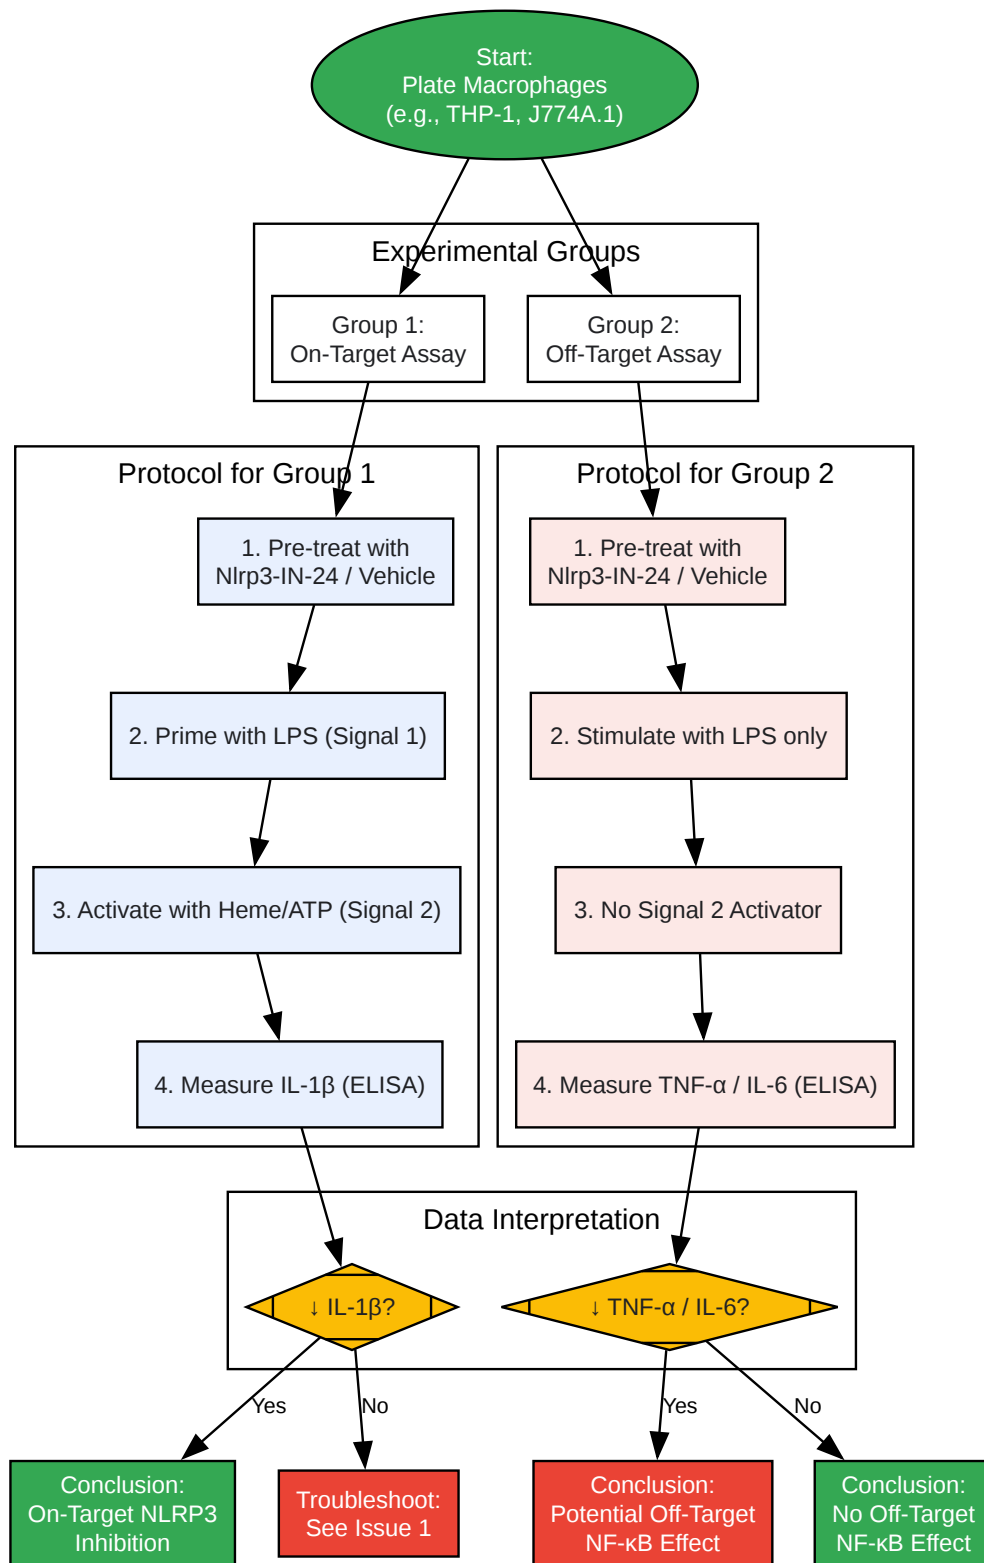 Start:
Plate Macrophages
(e.g., THP-1, J774A.1)
Experimental Groups
Group 1:
On-Target Assay
Group 2:
Off-Target Assay
Protocol for Group 1
Protocol for Group 2
1. Pre-treat with
Nlrp3-IN-24 / Vehicle
1. Pre-treat with
Nlrp3-IN-24 / Vehicle
2. Prime with LPS (Signal 1)
2. Stimulate with LPS only
3. Activate with Heme/ATP (Signal 2)
3. No Signal 2 Activator
4. Measure IL-1β (ELISA)
4. Measure TNF-α / IL-6 (ELISA)
Data Interpretation
↓ IL-1β?
↓ TNF-α / IL-6?
Yes
No
Yes
No
Conclusion:
On-Target NLRP3
Inhibition
Troubleshoot:
See Issue 1
Conclusion:
Potential Off-Target
NF-κB Effect
Conclusion:
No Off-Target
NF-κB Effect